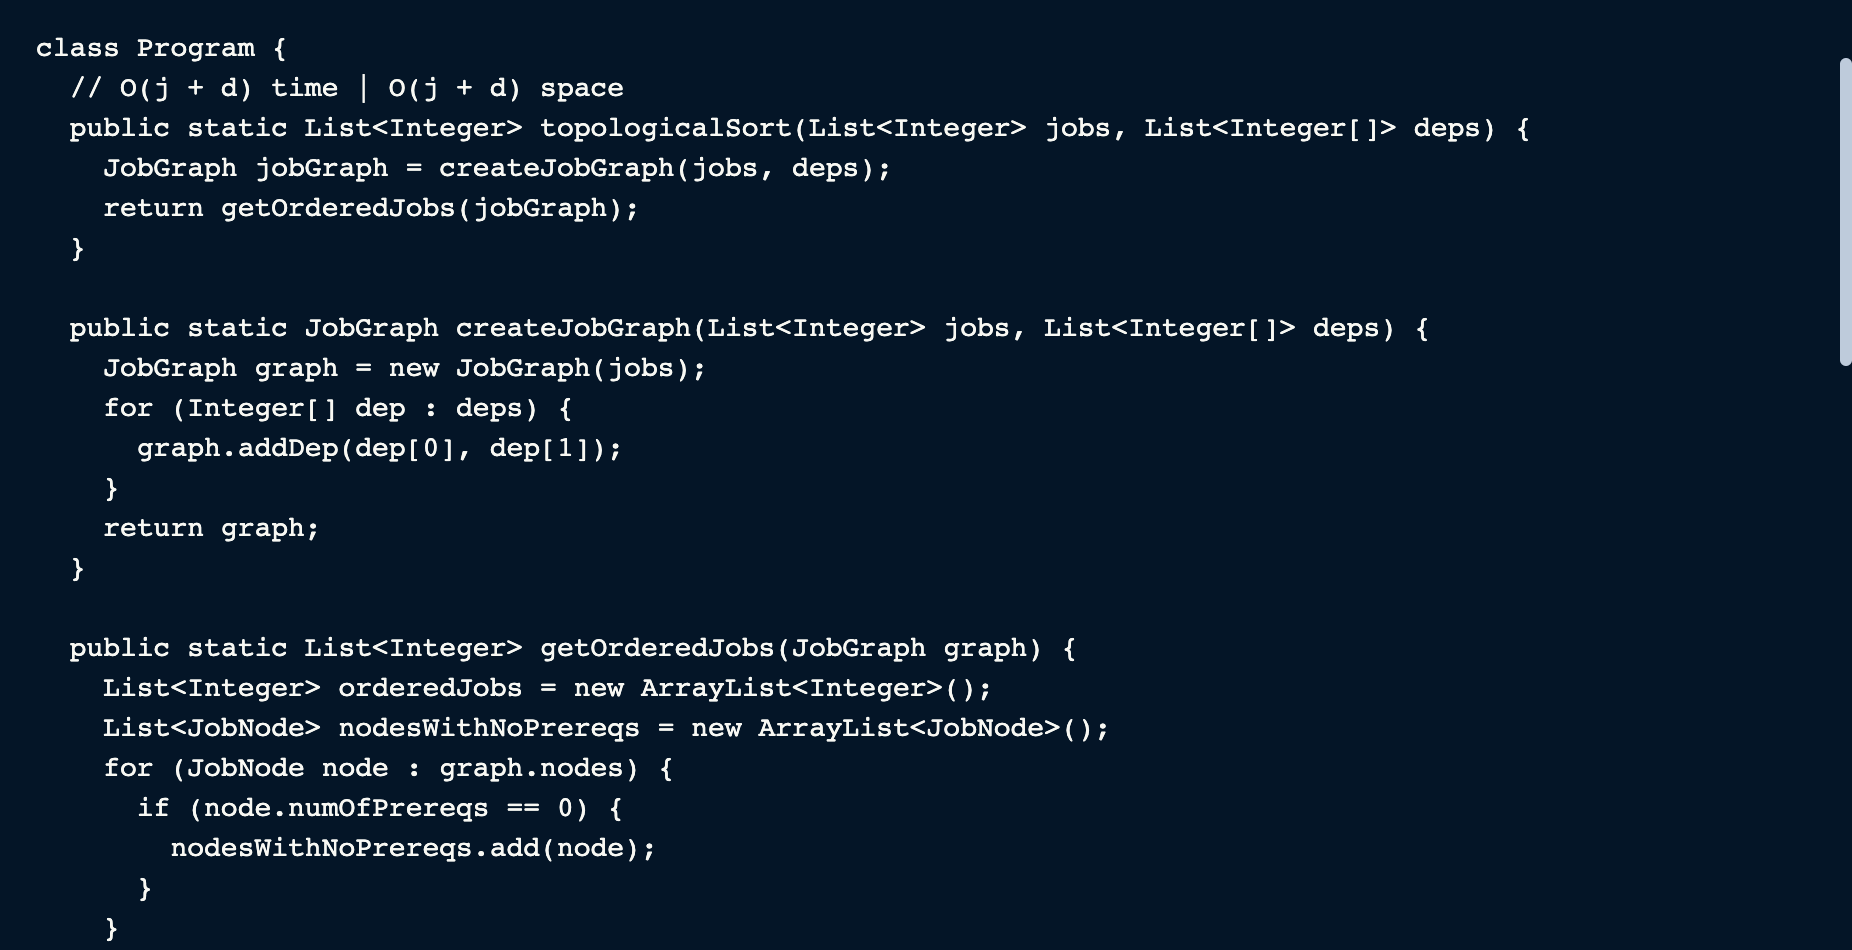 class Program {
  // O(j + d) time | O(j + d) space
  public static List<Integer> topologicalSort(List<Integer> jobs, List<Integer[]> deps) {
    JobGraph jobGraph = createJobGraph(jobs, deps);
    return getOrderedJobs(jobGraph);
  }

  public static JobGraph createJobGraph(List<Integer> jobs, List<Integer[]> deps) {
    JobGraph graph = new JobGraph(jobs);
    for (Integer[] dep : deps) {
      graph.addDep(dep[0], dep[1]);
    }
    return graph;
  }

  public static List<Integer> getOrderedJobs(JobGraph graph) {
    List<Integer> orderedJobs = new ArrayList<Integer>();
    List<JobNode> nodesWithNoPrereqs = new ArrayList<JobNode>();
    for (JobNode node : graph.nodes) {
      if (node.numOfPrereqs == 0) {
        nodesWithNoPrereqs.add(node);
      }
    }